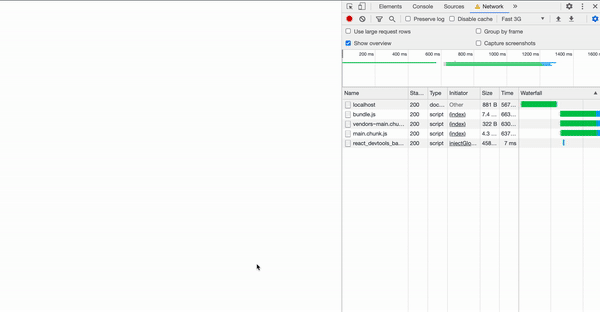 Elements Console Sources Network »
Preserve log Disable cache Fast 3G
Use large request rows Group by frame
Show overview Capture screenshots
200 ms 400 ms 600 ms 800 ms 1000 ms 1200 ms 1400 ms 1600
Name Sta... Type Initiator Size Time Waterfall
localhost 200 doc... Other 881 B 567...
bundle.js 200 script (index) 7.4 ... 663...
vendors~main.chu... 200 script (index) 322 B 630...
main.chunk.js 200 script (index) 4.3 ... 637...
react_devtools_ba... 200 script injectGlo... 458... 7 ms